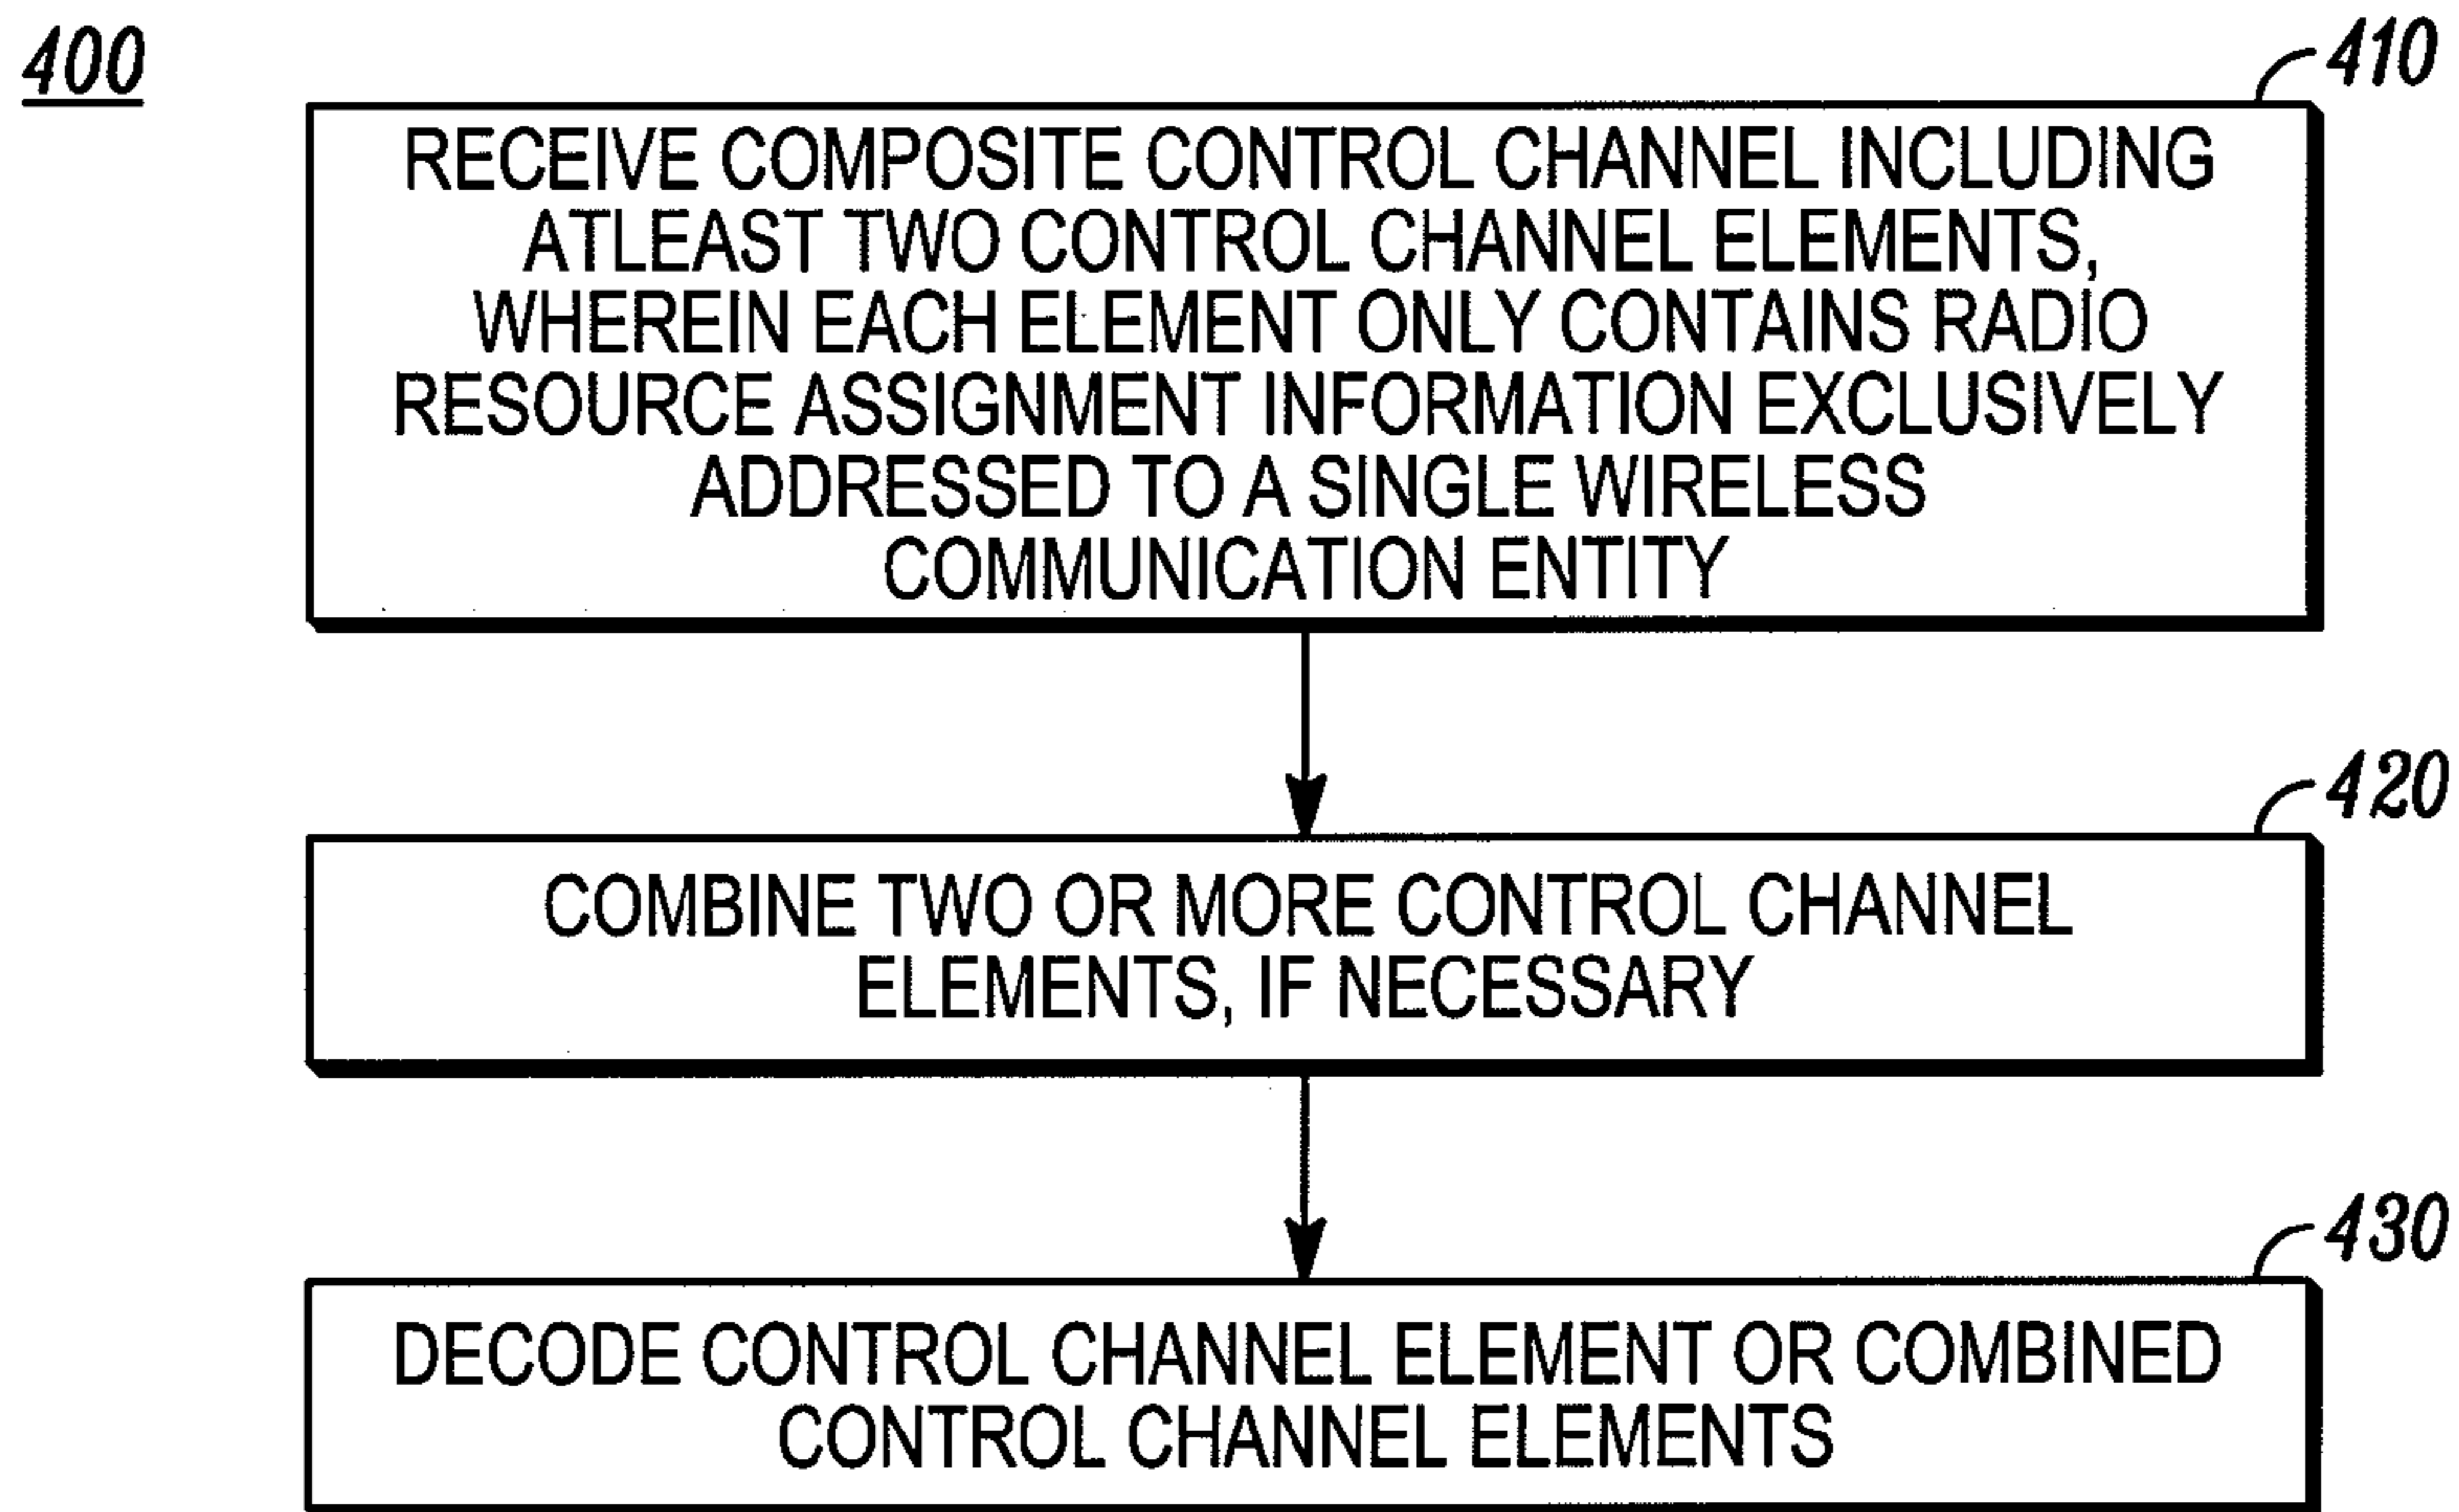 400
410
RECEIVE COMPOSITE CONTROL CHANNEL INCLUDING
ATLEAST TWO CONTROL CHANNEL ELEMENTS,
WHEREIN EACH ELEMENT ONLY CONTAINS RADIO
RESOURCE ASSIGNMENT INFORMATION EXCLUSIVELY
ADDRESSED TO A SINGLE WIRELESS
COMMUNICATION ENTITY
420
COMBINE TWO OR MORE CONTROL CHANNEL
ELEMENTS, IF NECESSARY
430
DECODE CONTROL CHANNEL ELEMENT OR COMBINED
CONTROL CHANNEL ELEMENTS